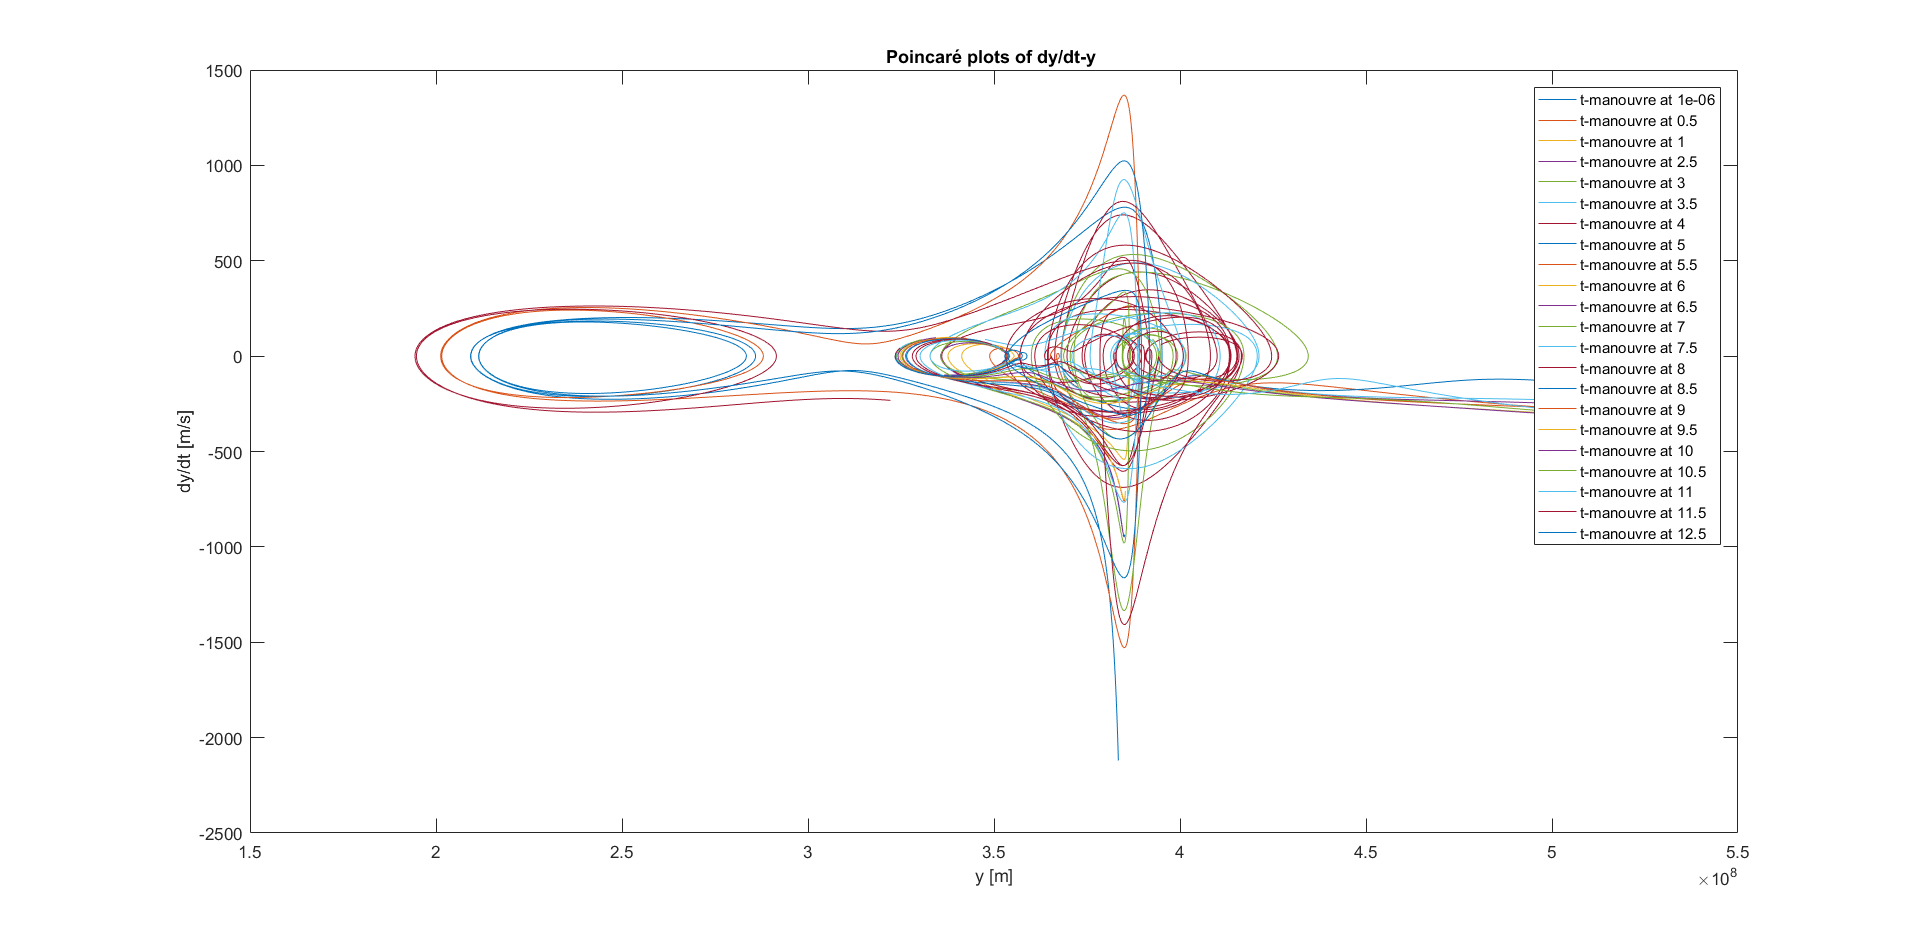 Poincaré plots of dy/dt-y
1500
1000
500
0
-500
-1000
-1500
-2000
-2500
dy/dt [m/s]
1.5
2
2.5
3
3.5
4
4.5
5
5.5
y [m]
×10^8
t-manouvre at 1e-06
t-manouvre at 0.5
t-manouvre at 1
t-manouvre at 2.5
t-manouvre at 3
t-manouvre at 3.5
t-manouvre at 4
t-manouvre at 5
t-manouvre at 5.5
t-manouvre at 6
t-manouvre at 6.5
t-manouvre at 7
t-manouvre at 7.5
t-manouvre at 8
t-manouvre at 8.5
t-manouvre at 9
t-manouvre at 9.5
t-manouvre at 10
t-manouvre at 10.5
t-manouvre at 11
t-manouvre at 11.5
t-manouvre at 12.5